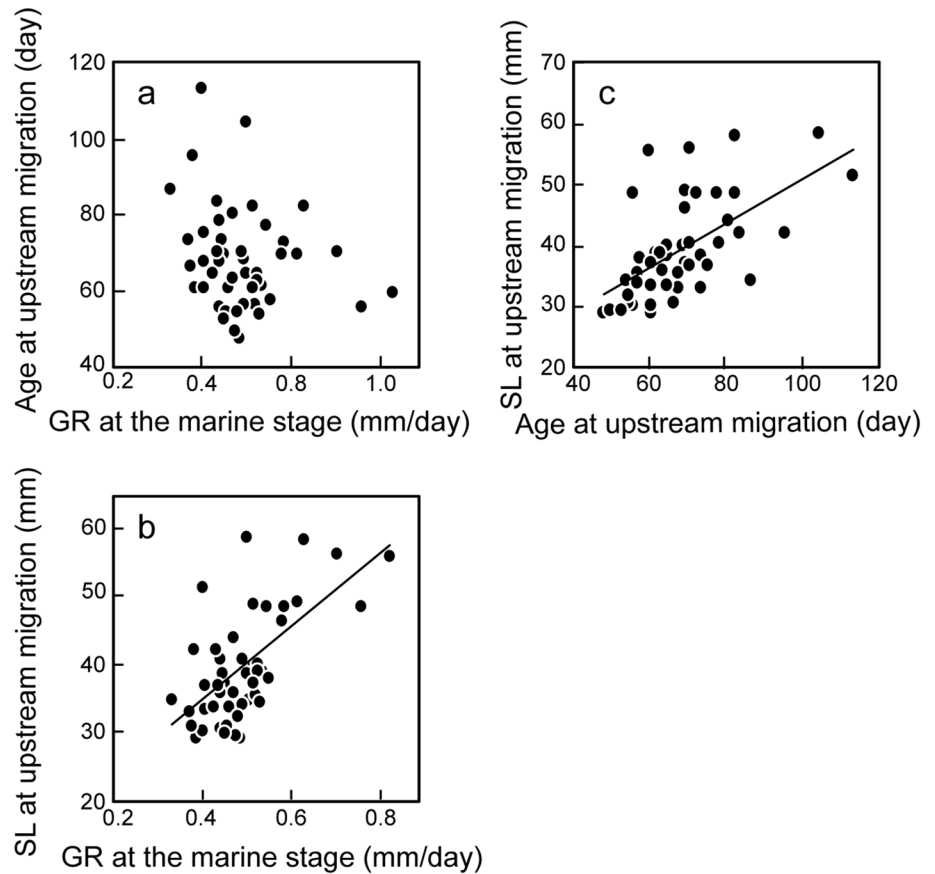 Age at upstream migration (day)
120
100
80
60
40
a
0.2 0.4 0.8 1.0
GR at the marine stage (mm/day)
SL at upstream migration (mm)
70
60
50
40
30
20
c
40 60 80 100 120
Age at upstream migration (day)
SL at upstream migration (mm)
60
50
40
30
20
b
0.2 0.4 0.6 0.8
GR at the marine stage (mm/day)